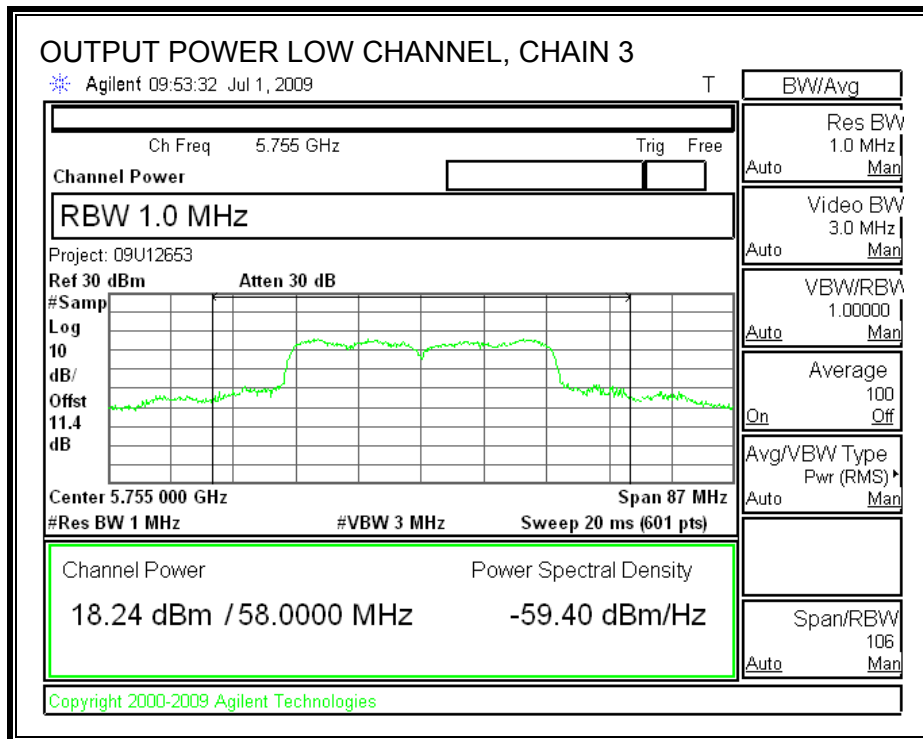 OUTPUT POWER LOW CHANNEL, CHAIN 3
Agilent 09:53:32 Jul 1, 2009 T
Ch Freq 5.755 GHz Trig Free
Channel Power
RBW 1.0 MHz
Project: 09U12653
Ref 30 dBm Atten 30 dB
#Samp
Log
10
dB/
Offst
11.4
dB
Center 5.755 000 GHz Span 87 MHz
#Res BW 1 MHz #VBW 3 MHz Sweep 20 ms (601 pts)
Channel Power Power Spectral Density
18.24 dBm / 58.0000 MHz -59.40 dBm/Hz
Copyright 2000-2009 Agilent Technologies
BW/Avg
Res BW
1.0 MHz
Auto Man
Video BW
3.0 MHz
Auto Man
VBW/RBW
1.00000
Auto Man
Average
100
On Off
Avg/VBW Type
Pwr (RMS)
Auto Man
Span/RBW
106
Auto Man